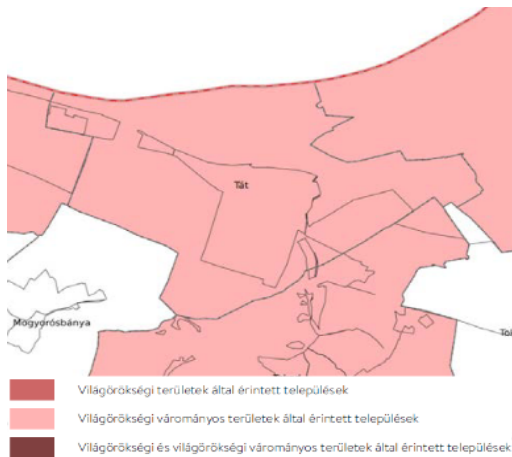 Tát
Mogyorósbánya
Világörökségi területek által érintett települések
Világörökségi várományos területek által érintett települések
Világörökségi és világörökségi várományos területek által érintett települések